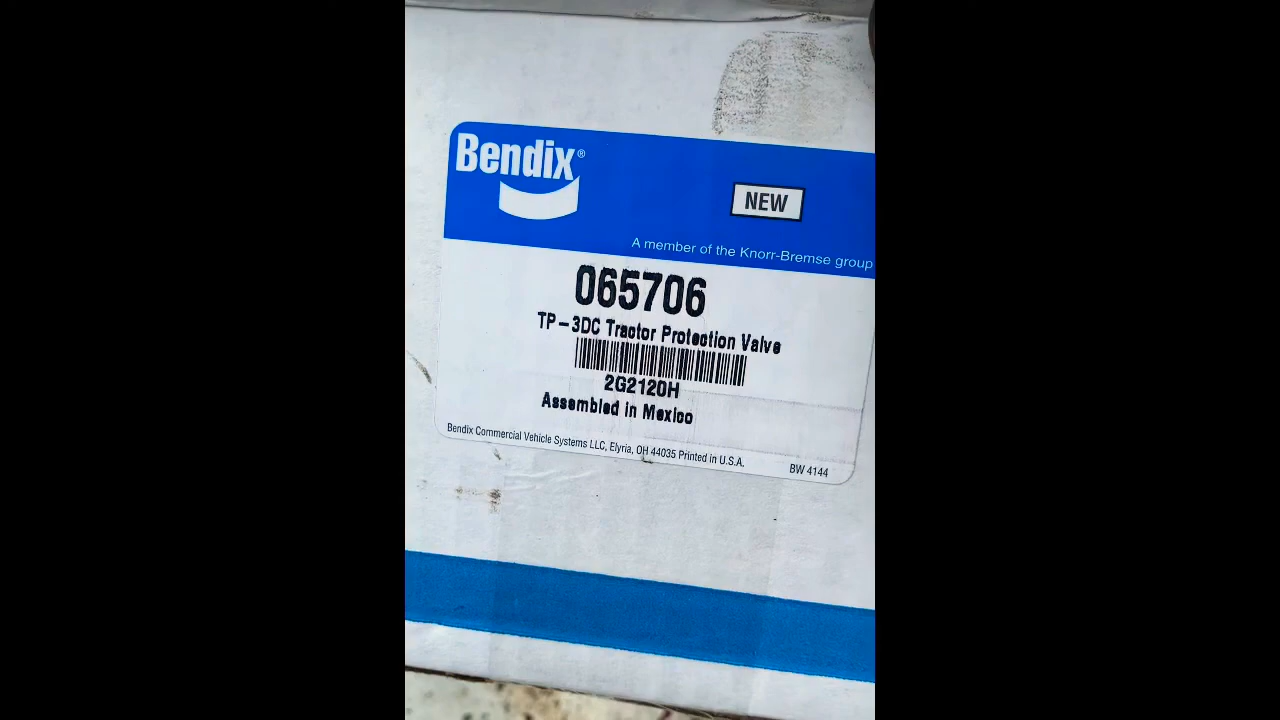 Bendix®
NEW
A member of the Knorr-Bremse group
065706
TP-3DC Tractor Protection Valve
2G2120H
Assembled in Mexico
Bendix Commercial Vehicle Systems LLC, Elyria, OH 44035 Printed in U.S.A.
BW 4144